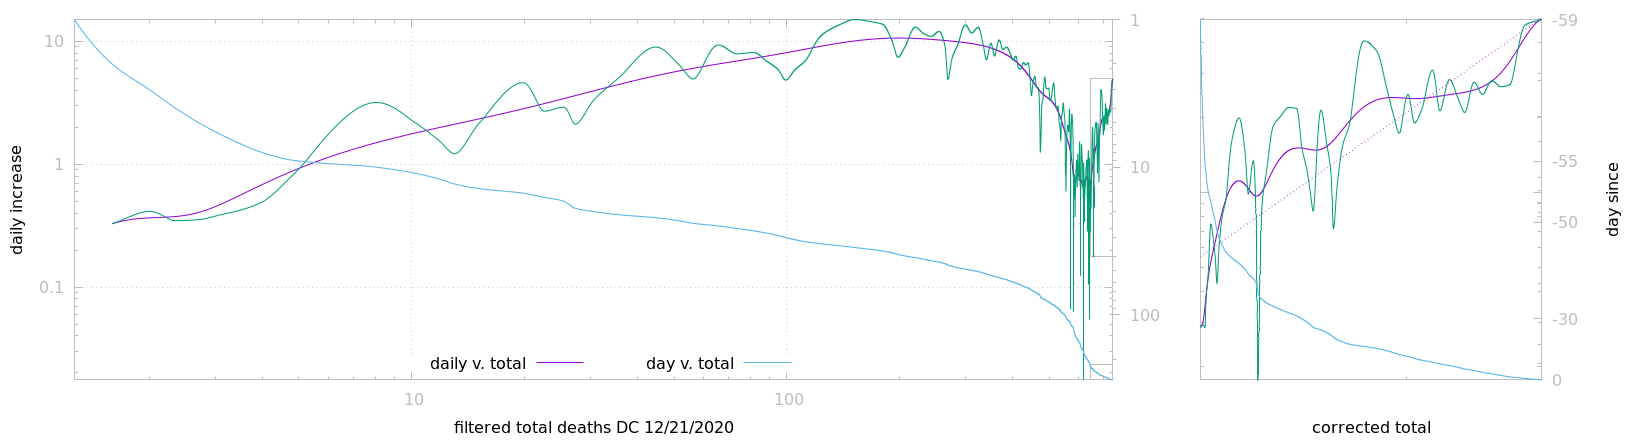 10
1
0.1
daily increase
1
10
100
daily v. total
day v. total
10
100
filtered total deaths DC 12/21/2020
-59
-55
-50
-30
0
day since
corrected total